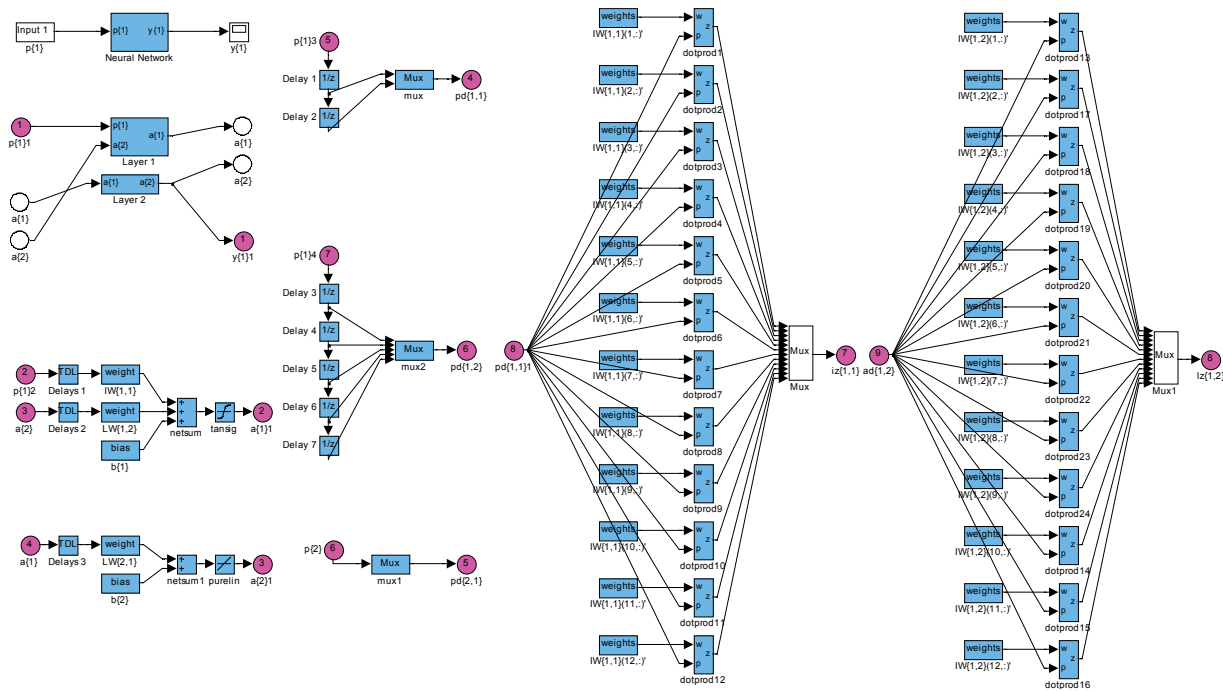 Input 1
p{1}
p{1} y{1}
Neural Network
y{1}
1
p{1}1
p{1}
a{2}
a{1}
Layer 1
a{1}
a{1} a{2}
Layer 2
a{2}
a{1}
a{2}
1
y{1}1
2
p{1}2
TDL
Delays 1
weight
IW{1,1}
3
a{2}
TDL
Delays 2
weight
LW{1,2}
bias
b{1}
netsum
tansig
2
a{1}1
4
a{1}
TDL
Delays 3
weight
LW{2,1}
bias
b{2}
netsum1
purelin
3
a{2}1
p{1}3
5
Delay 1 1/z
Delay 2 1/z
Mux
mux
4
pd{1,1}
p{1}4
7
Delay 3 1/z
Delay 4 1/z
Delay 5 1/z
Delay 6 1/z
Delay 7 1/z
Mux
mux2
6
pd{1,2}
p{2}
6
Mux
mux1
5
pd{2,1}
8
pd{1,1}1
weights
IW{1,1}(1,:)'
w
p
z
dotprod1
weights
IW{1,1}(2,:)'
w
p
z
dotprod2
weights
IW{1,1}(3,:)'
w
p
z
dotprod3
weights
IW{1,1}(4,:)'
w
p
z
dotprod4
weights
IW{1,1}(5,:)'
w
p
z
dotprod5
weights
IW{1,1}(6,:)'
w
p
z
dotprod6
weights
IW{1,1}(7,:)'
w
p
z
dotprod7
weights
IW{1,1}(8,:)'
w
p
z
dotprod8
weights
IW{1,1}(9,:)'
w
p
z
dotprod9
weights
IW{1,1}(10,:)'
w
p
z
dotprod10
weights
IW{1,1}(11,:)'
w
p
z
dotprod11
weights
IW{1,1}(12,:)'
w
p
z
dotprod12
Mux
Mux
7
iz{1,1}
9
ad{1,2}
weights
IW{1,2}(1,:)'
w
p
z
dotprod13
weights
IW{1,2}(2,:)'
w
p
z
dotprod17
weights
IW{1,2}(3,:)'
w
p
z
dotprod18
weights
IW{1,2}(4,:)'
w
p
z
dotprod19
weights
IW{1,2}(5,:)'
w
p
z
dotprod20
weights
IW{1,2}(6,:)'
w
p
z
dotprod21
weights
IW{1,2}(7,:)'
w
p
z
dotprod22
weights
IW{1,2}(8,:)'
w
p
z
dotprod23
weights
IW{1,2}(9,:)'
w
p
z
dotprod24
weights
IW{1,2}(10,:)'
w
p
z
dotprod14
weights
IW{1,2}(11,:)'
w
p
z
dotprod15
weights
IW{1,2}(12,:)'
w
p
z
dotprod16
Mux
Mux1
8
lz{1,2}